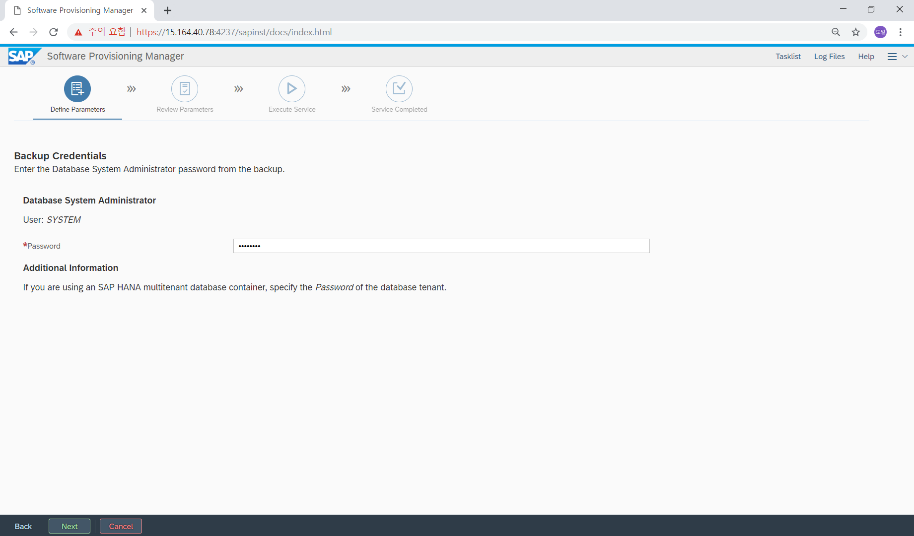 Software Provisioning Manager
주의 요함 | https://15.164.40.78:4237/sapinst/docs/index.html
SAP Software Provisioning Manager
Tasklist Log Files Help
Define Parameters Review Parameters Execute Service Service Completed
Backup Credentials
Enter the Database System Administrator password from the backup.
Database System Administrator
User: SYSTEM
*Password ••••••••
Additional Information
If you are using an SAP HANA multitenant database container, specify the Password of the database tenant.
Back Next Cancel